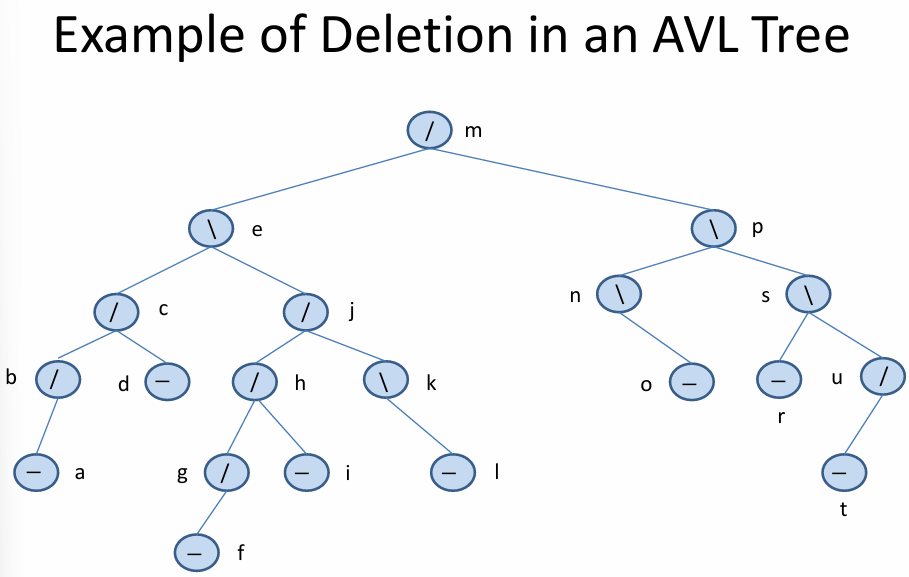 Example of Deletion in an AVL Tree
/ m
\ e
\ p
/ c
/ j
n \
s \
b /
d –
/ h
\ k
o –
–
u /
r
– a
g /
– i
– l
–
t
– f